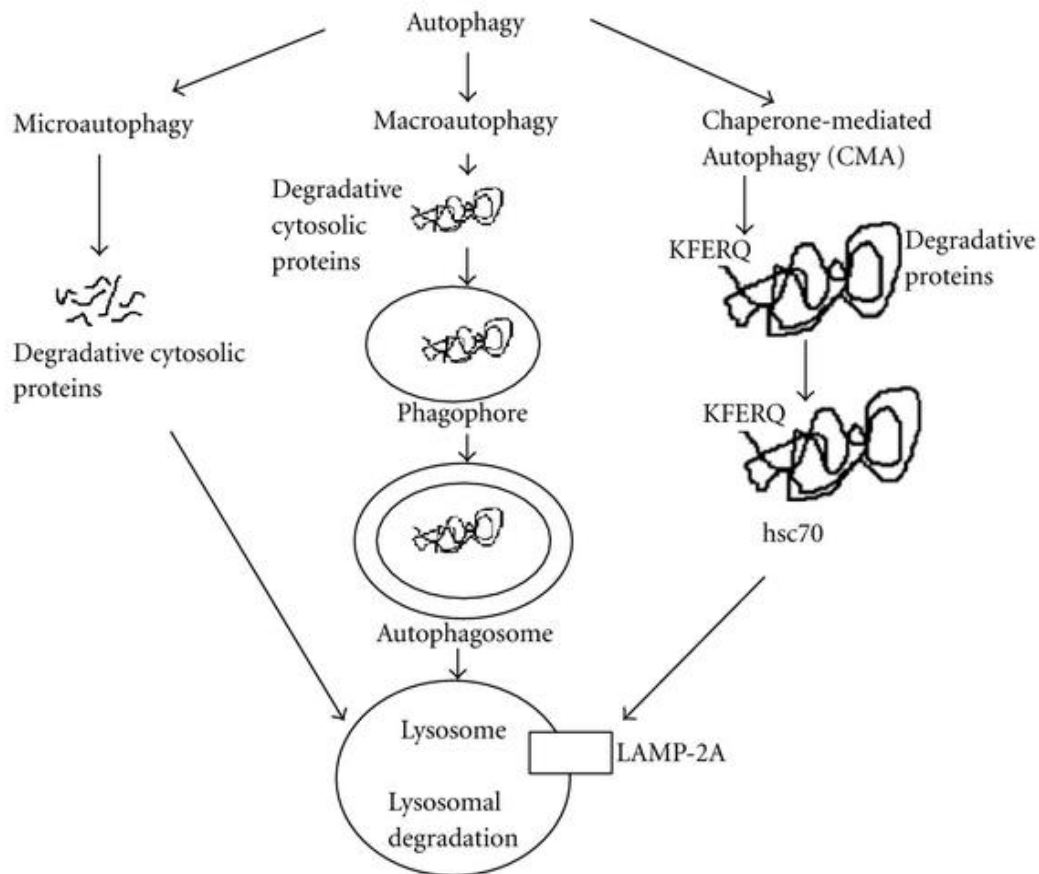 Autophagy
Microautophagy
Macroautophagy
Chaperone-mediated
Autophagy (CMA)
Degradative
cytosolic
proteins
KFERQ
Degradative
proteins
Degradative cytosolic
proteins
Phagophore
KFERQ
hsc70
Autophagosome
Lysosome
LAMP-2A
Lysosomal
degradation